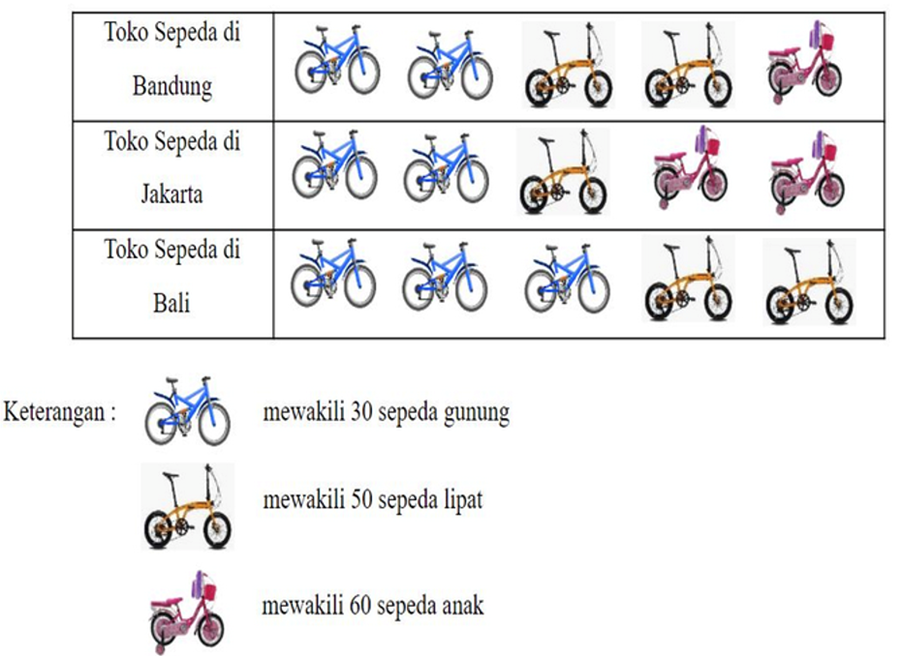 Toko Sepeda di
Bandung
Toko Sepeda di
Jakarta
Toko Sepeda di
Bali
Keterangan :
mewakili 30 sepeda gunung
mewakili 50 sepeda lipat
mewakili 60 sepeda anak